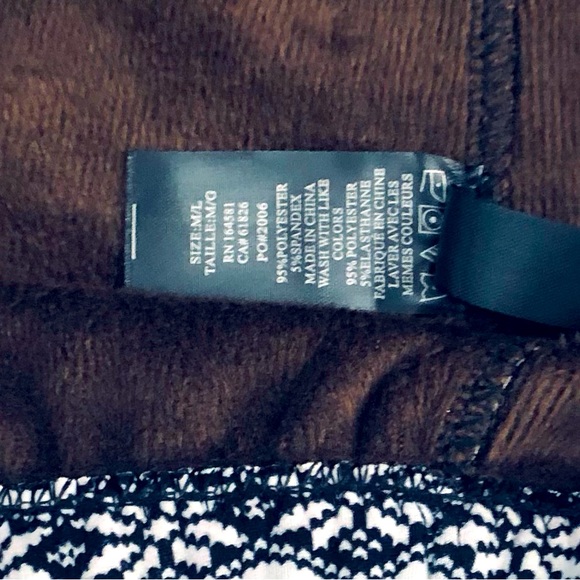 SIZE:M/L
TAILLE:M/G
RN 164581
CA# 61826
PO#2006
95%POLYESTER
5%SPANDEX
MADE IN CHINA
WASH WITH LIKE
COLORS
95% POLYESTER
5%ELASTHANNE
FABRIQUE EN CHINE
LAVER AVEC LES
MEMES COULEURS